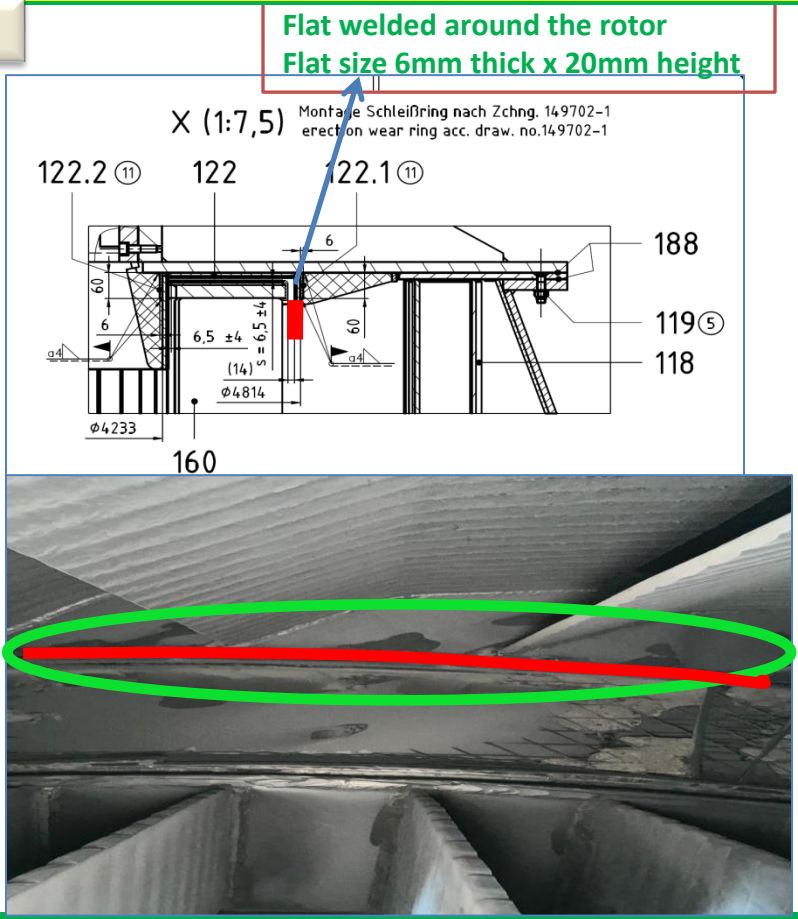 Flat welded around the rotor
Flat size 6mm thick x 20mm height
X (1:7,5)
Montage Schleißring nach Zchng. 149702-1
erection wear ring acc. draw. no.149702-1
122.2 ⑪
122
122.1 ⑪
6
188
60
6
6,5 ±4
s = 6,5 ±4
60
119 ⑤
a4
a4
118
(14)
ø4814
ø4233
160